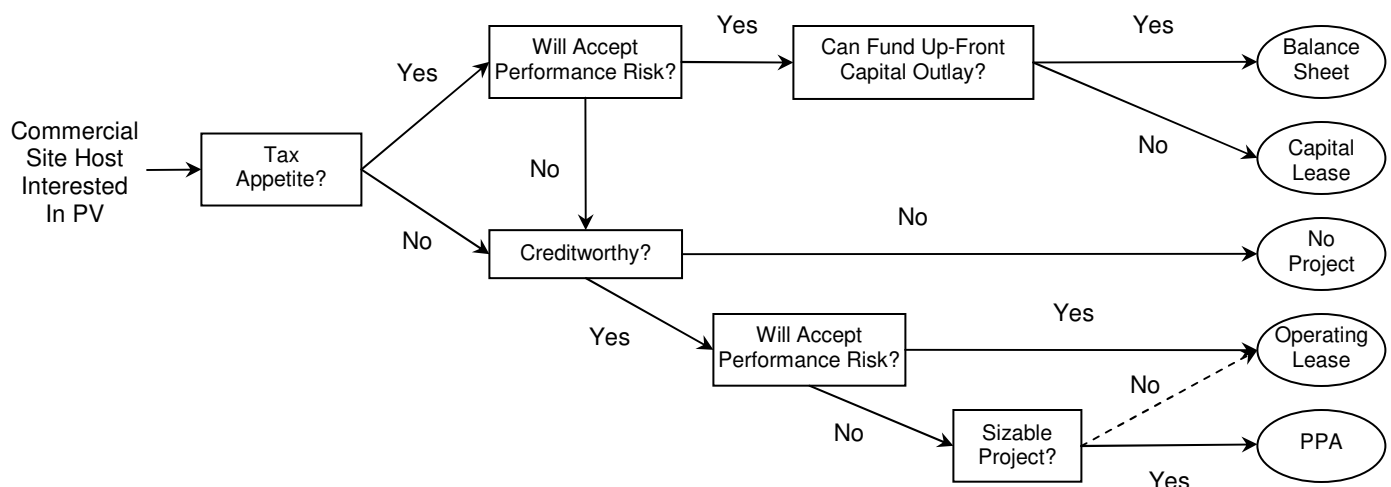 Commercial
Site Host
Interested
In PV
Tax
Appetite?
Yes
No
Will Accept
Performance Risk?
Yes
No
Can Fund Up-Front
Capital Outlay?
Yes
No
Balance
Sheet
Capital
Lease
Creditworthy?
No
Yes
No
Project
Will Accept
Performance Risk?
Yes
No
Operating
Lease
Sizable
Project?
No
Yes
PPA